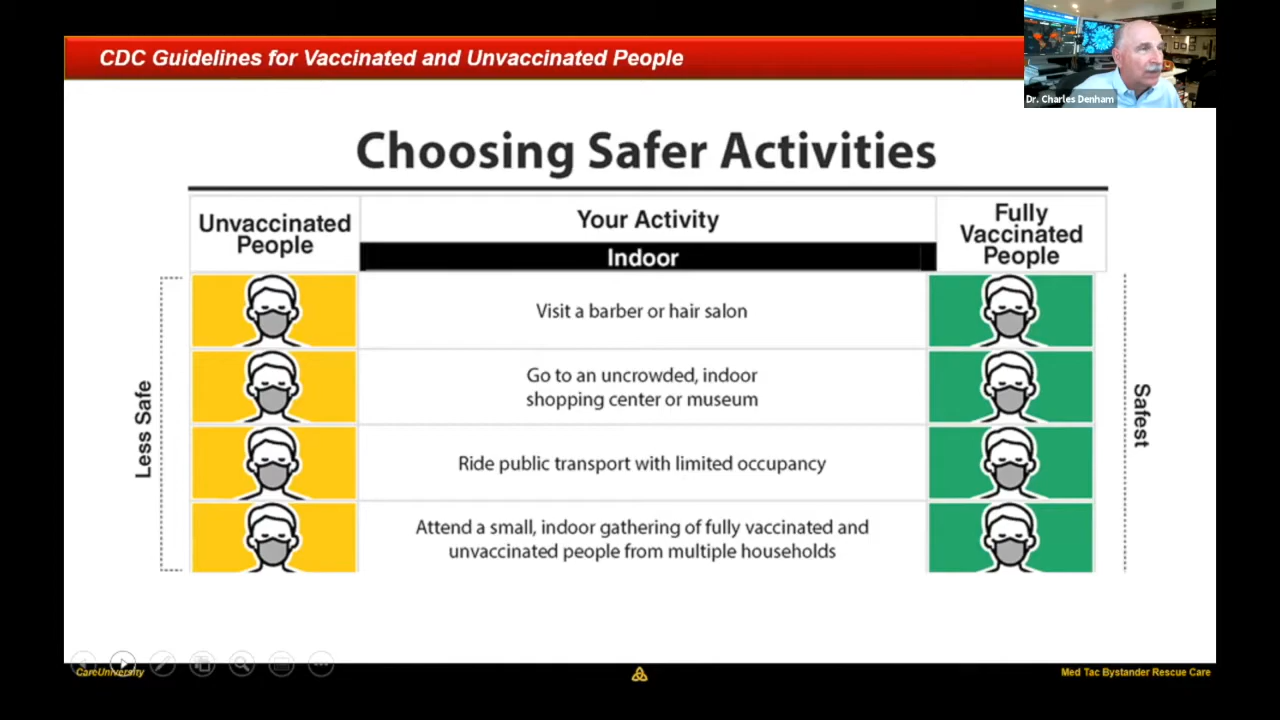 CDC Guidelines for Vaccinated and Unvaccinated People
Dr. Charles Denham
Choosing Safer Activities
Unvaccinated
People
Your Activity
Fully
Vaccinated
People
Indoor
Less Safe
Visit a barber or hair salon
Go to an uncrowded, indoor
shopping center or museum
Ride public transport with limited occupancy
Attend a small, indoor gathering of fully vaccinated and
unvaccinated people from multiple households
Safest
CareUniversity
Med Tac Bystander Rescue Care